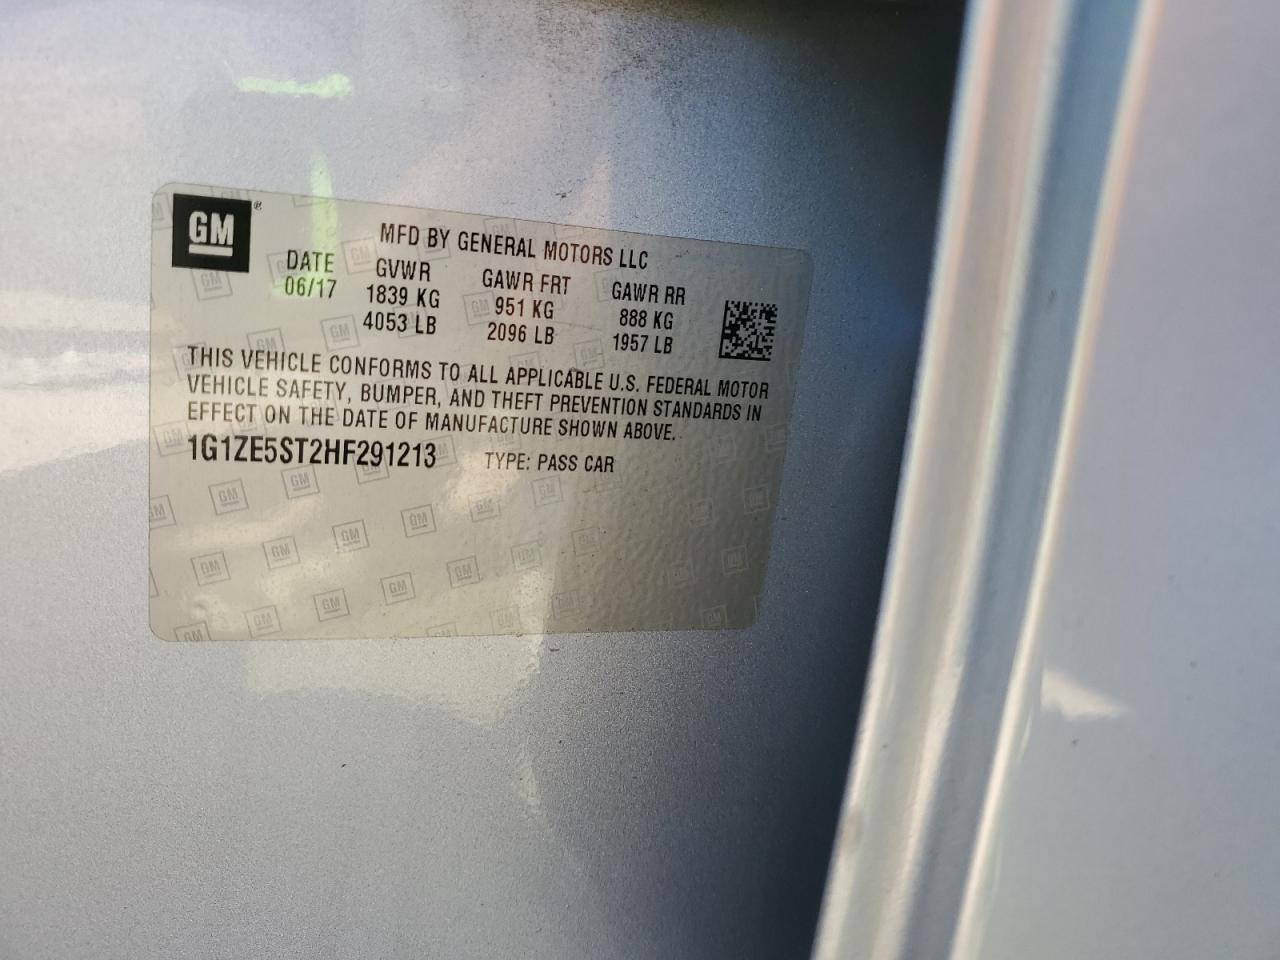 GM ®
MFD BY GENERAL MOTORS LLC
DATE GVWR GAWR FRT GAWR RR
06/17 1839 KG 951 KG 888 KG
4053 LB 2096 LB 1957 LB
THIS VEHICLE CONFORMS TO ALL APPLICABLE U.S. FEDERAL MOTOR
VEHICLE SAFETY, BUMPER, AND THEFT PREVENTION STANDARDS IN
EFFECT ON THE DATE OF MANUFACTURE SHOWN ABOVE.
1G1ZE5ST2HF291213 TYPE: PASS CAR